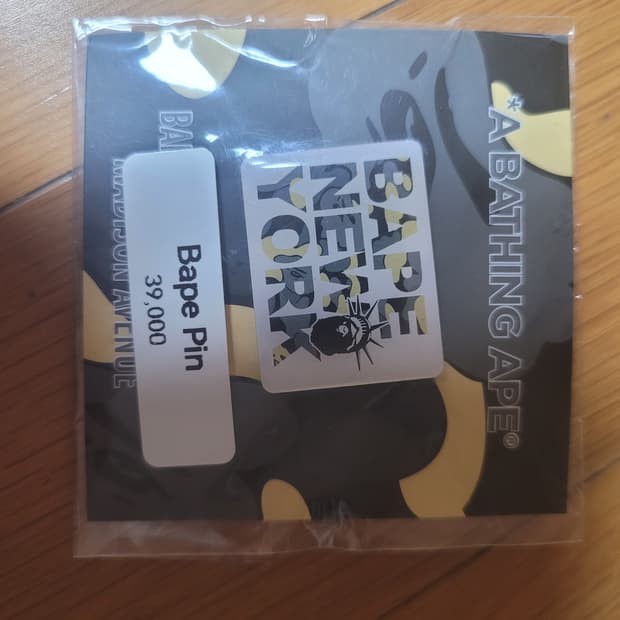 *A BATHING APE®
BAPE
NEW
YORK
Bape Pin
39,000
MADISON AVENUE